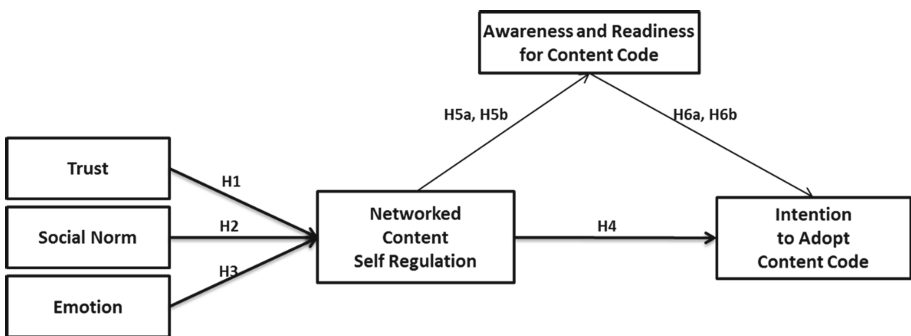 Awareness and Readiness
for Content Code
H5a, H5b
H6a, H6b
Trust
H1
Social Norm
H2
Emotion
H3
Networked
Content
Self Regulation
H4
Intention
to Adopt
Content Code